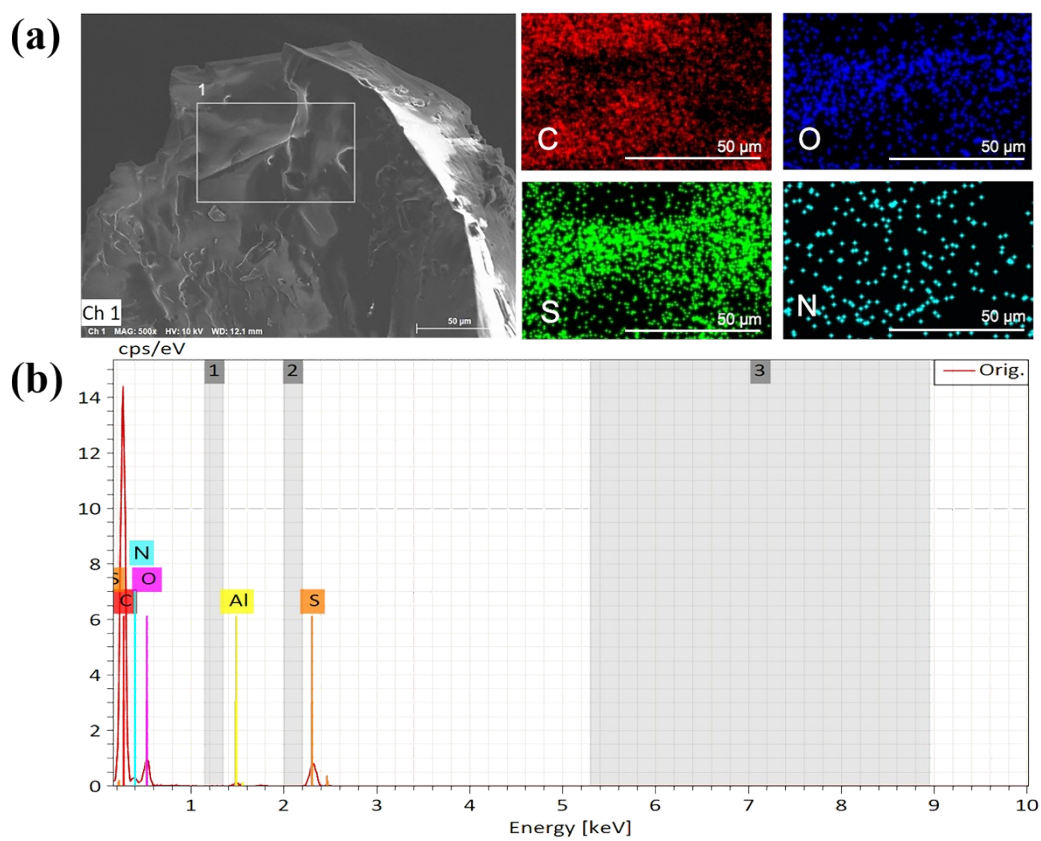 (a)
1
Ch 1
Ch 1 MAG: 500x HV: 10 kV WD: 12.1 mm
50 µm
C
50 µm
O
50 µm
S
50 µm
N
50 µm
(b)
cps/eV
1
2
3
Orig.
14
12
10
8
6
4
2
0
N
S
O
C
Al
S
1
2
3
4
5
6
7
8
9
10
Energy [keV]